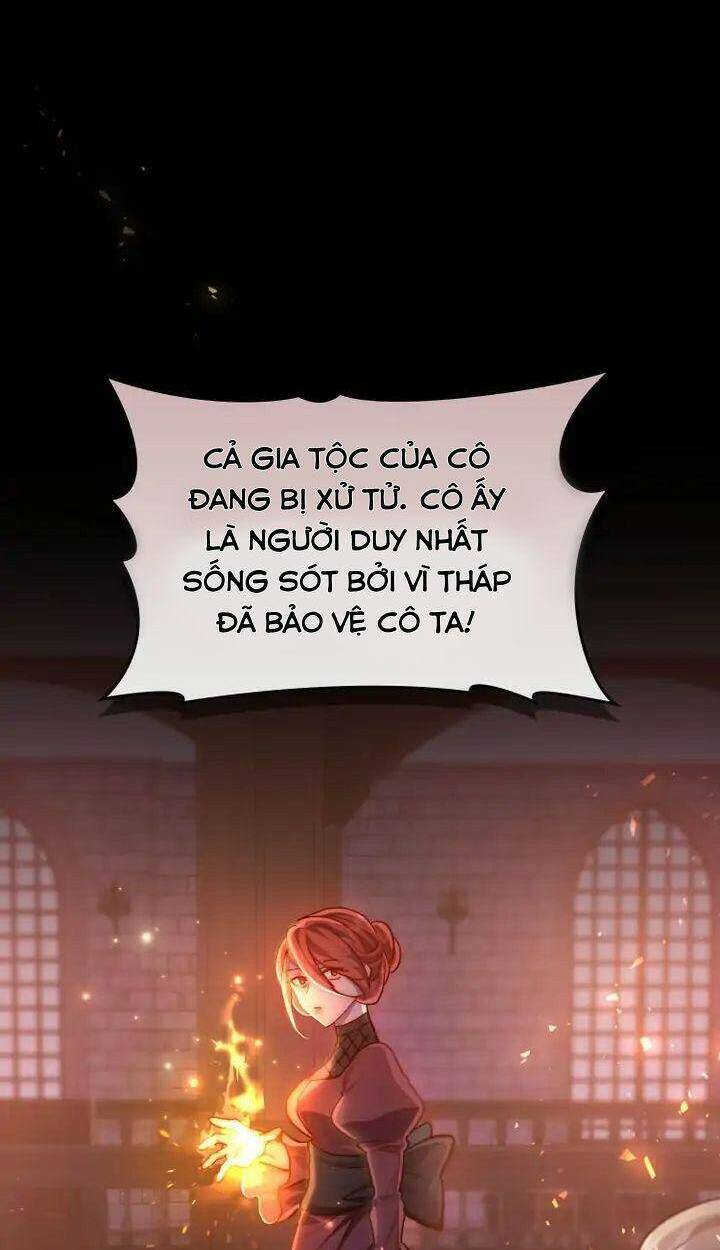 CẢ GIA TỘC CỦA CÔ
ĐANG BỊ XỬ TỬ. CÔ ẤY
LÀ NGƯỜI DUY NHẤT
SỐNG SÓT BỞI VÌ THÁP
ĐÃ BẢO VỆ CÔ TA!